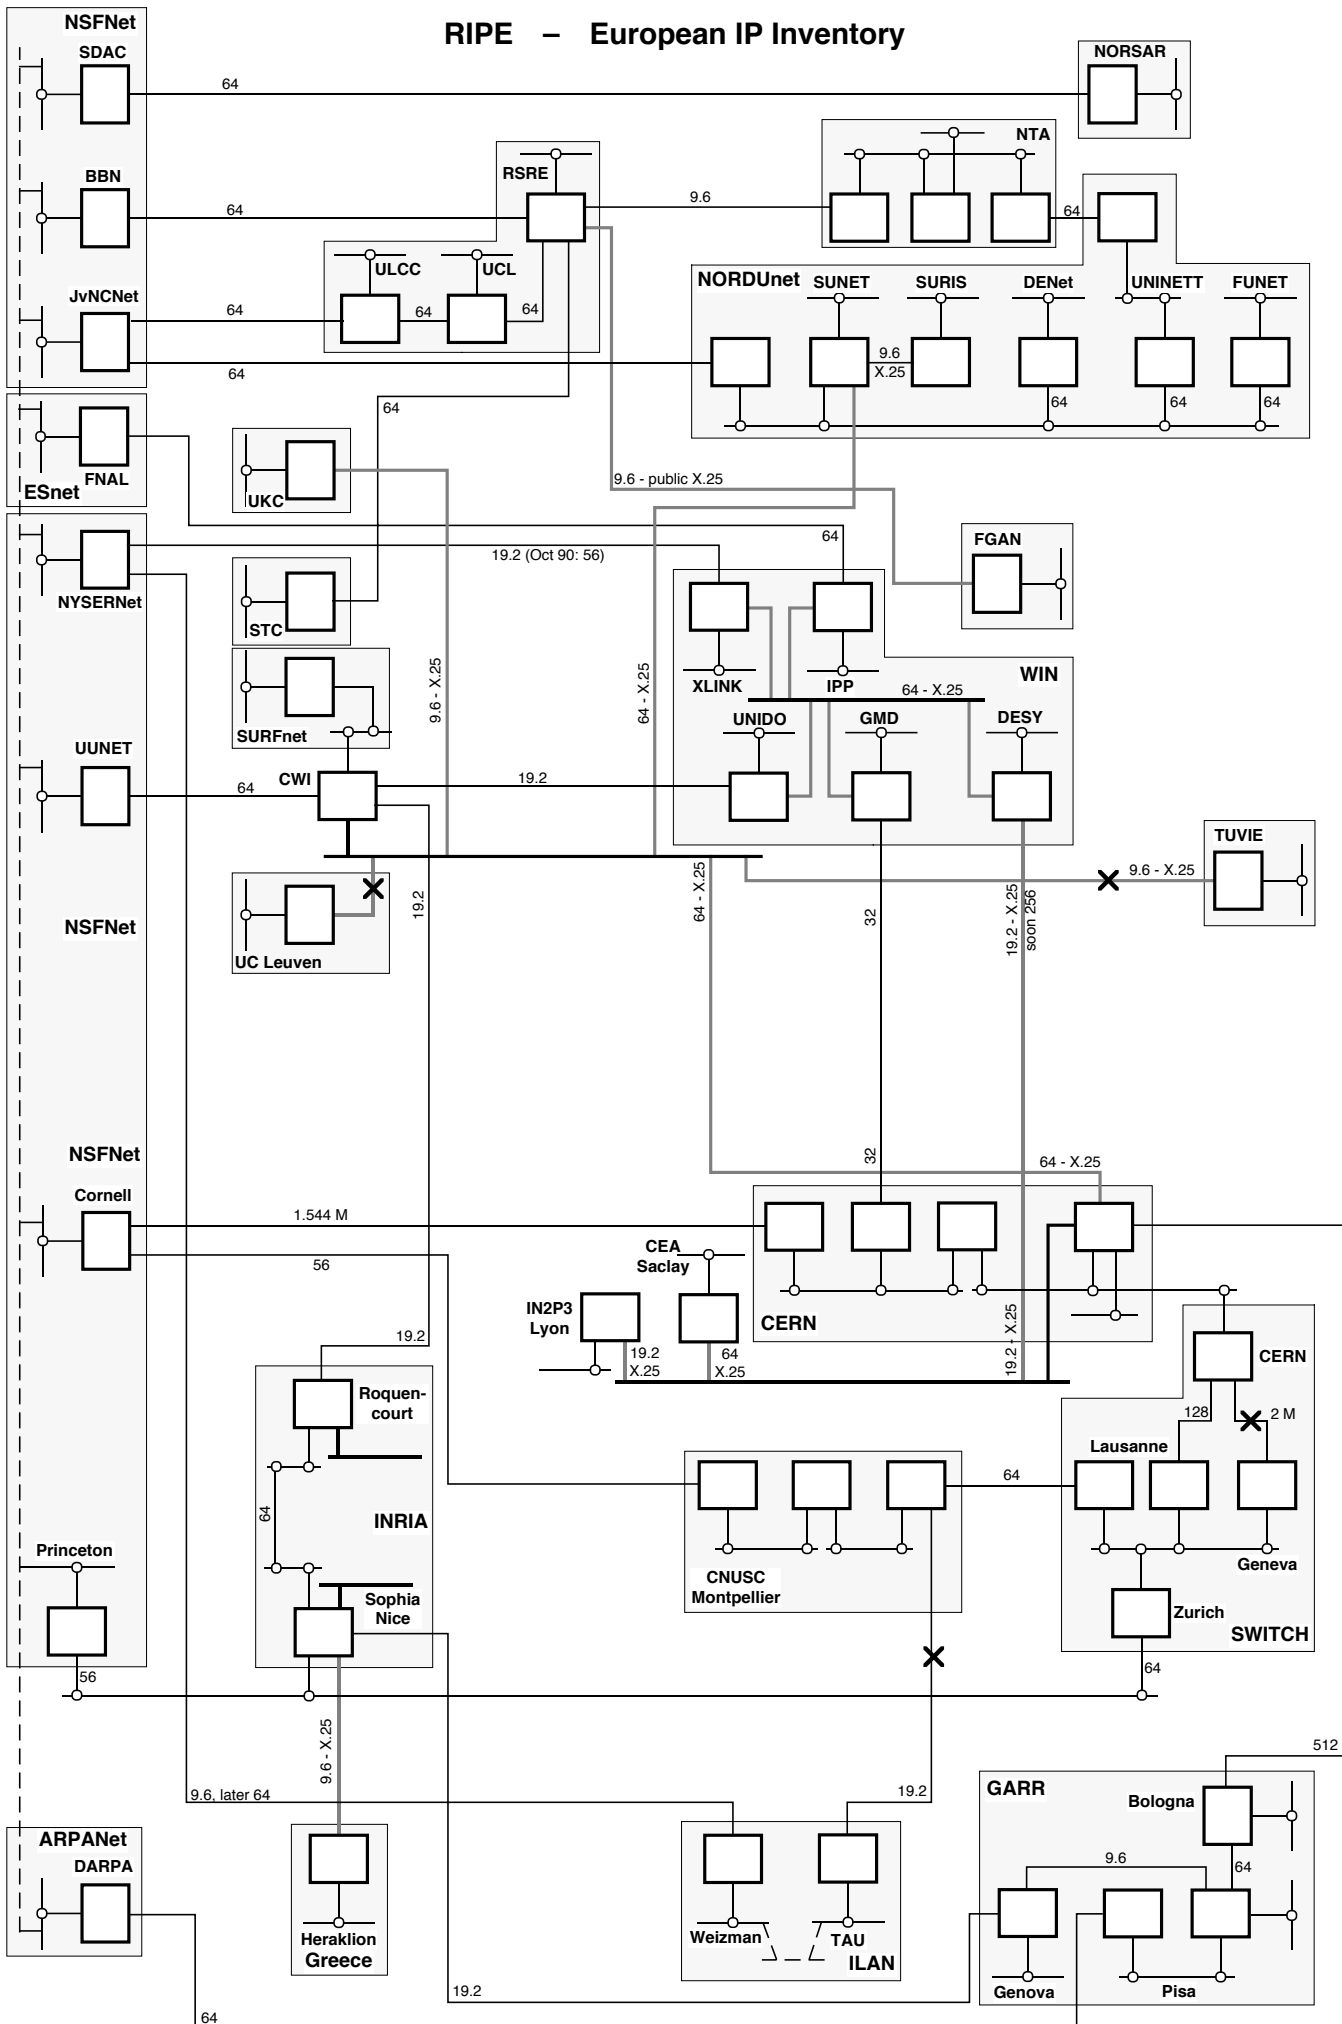 RIPE – European IP Inventory
NSFNet
SDAC
64
NORSAR
NTA
BBN
64
RSRE
9.6
64
ULCC
UCL
NORDUnet
SUNET
SURIS
DENet
UNINETT
FUNET
JvNCNet
64
64
64
9.6
X.25
64
64
64
64
64
FNAL
ESnet
UKC
9.6 - public X.25
64
19.2 (Oct 90: 56)
FGAN
NYSERNet
STC
9.6 - X.25
64 - X.25
XLINK
IPP
WIN
64 - X.25
SURFnet
UNIDO
GMD
DESY
UUNET
CWI
64
19.2
TUVIE
9.6 - X.25
19.2
64 - X.25
32
19.2 - X.25
soon 256
NSFNet
UC Leuven
NSFNet
32
64 - X.25
Cornell
1.544 M
56
CEA
Saclay
IN2P3
Lyon
CERN
19.2
19.2
X.25
64
X.25
19.2 - X.25
CERN
Roquen-
court
128
2 M
Lausanne
64
64
INRIA
Princeton
Geneva
CNUSC
Montpellier
Sophia
Nice
Zurich
SWITCH
56
64
9.6 - X.25
512
9.6, later 64
19.2
GARR
Bologna
ARPANet
DARPA
9.6
64
Heraklion
Greece
Weizman
TAU
ILAN
19.2
Genova
Pisa
64